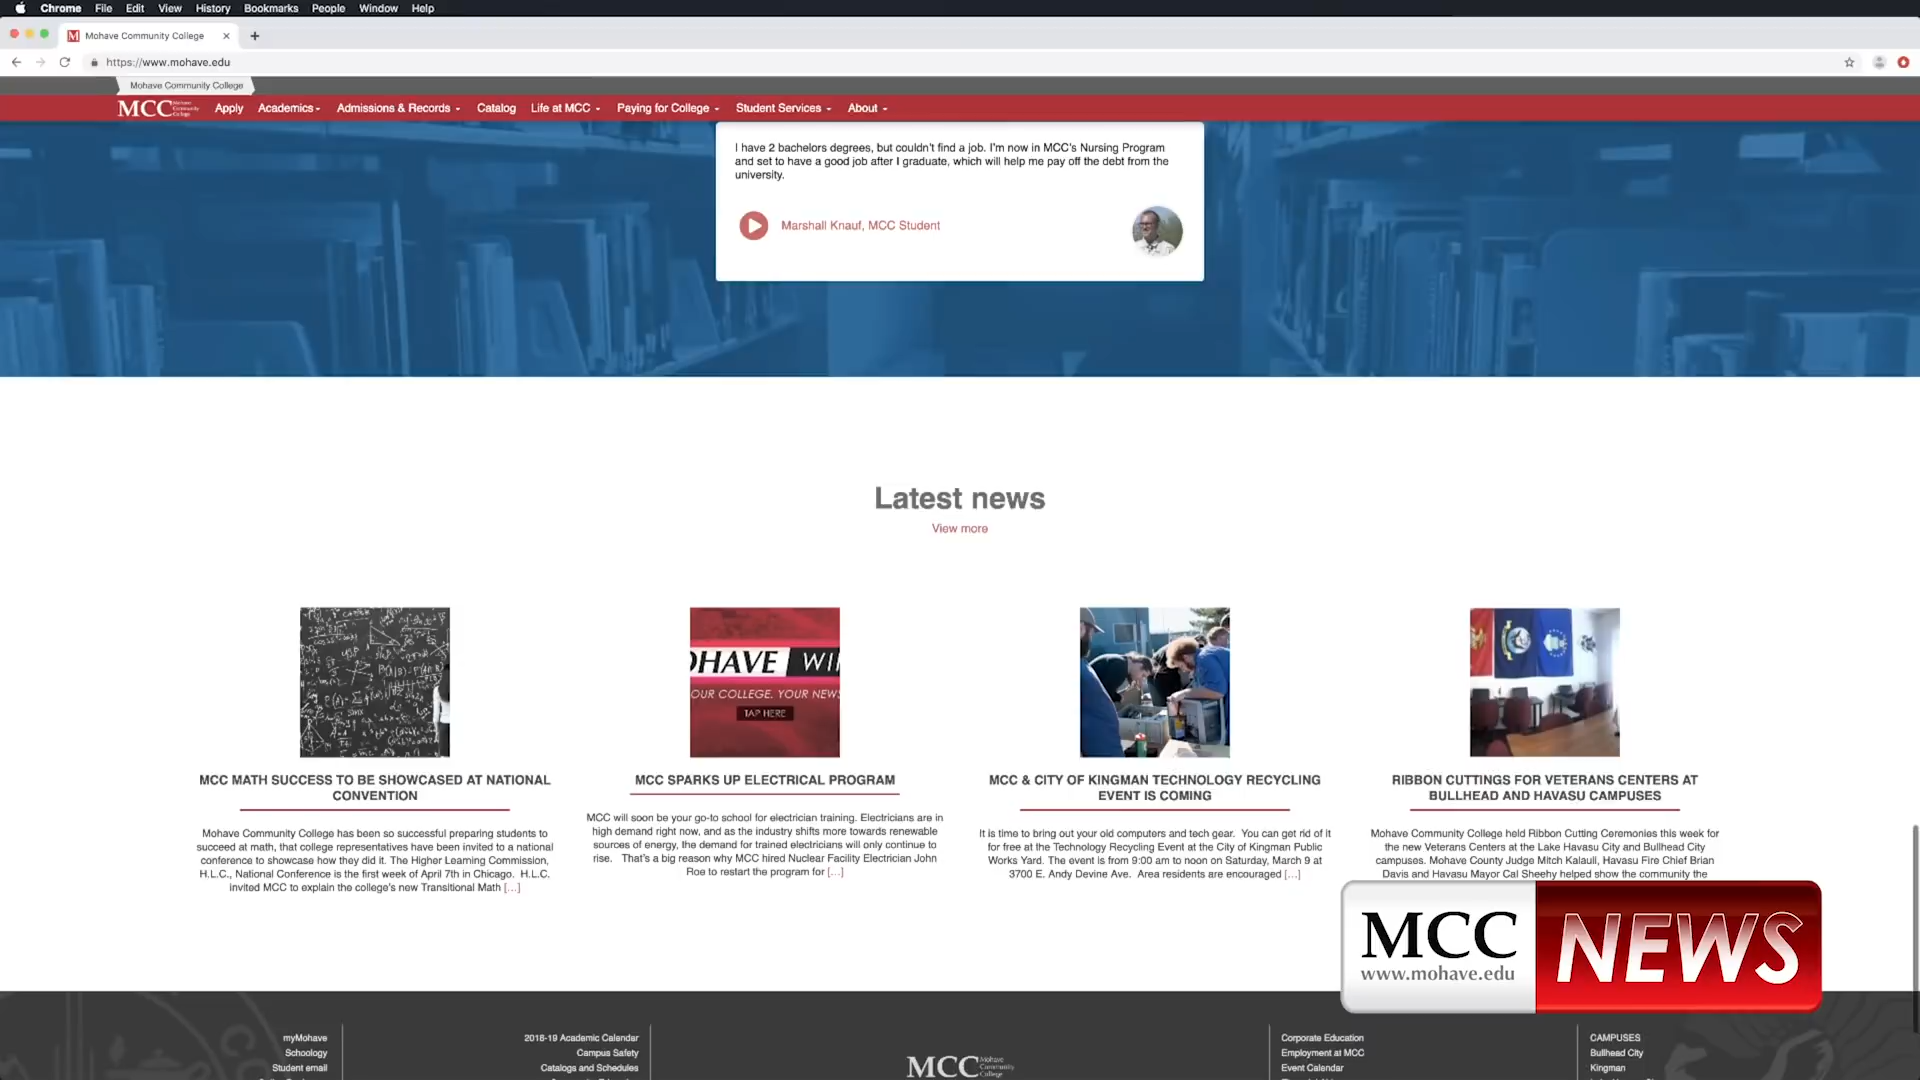 Chrome File Edit View History Bookmarks People Window Help
Mohave Community College
https://www.mohave.edu
Mohave Community College
MCC Mohave Community College Apply Academics Admissions & Records Catalog Life at MCC Paying for College Student Services About
I have 2 bachelors degrees, but couldn't find a job. I'm now in MCC's Nursing Program
and set to have a good job after I graduate, which will help me pay off the debt from the
university.
Marshall Knauf, MCC Student
Latest news
View more
OHAVE WI
OUR COLLEGE. YOUR NEWS
TAP HERE
MCC MATH SUCCESS TO BE SHOWCASED AT NATIONAL
CONVENTION
Mohave Community College has been so successful preparing students to
succeed at math, that college representatives have been invited to a national
conference to showcase how they did it. The Higher Learning Commission,
H.L.C., National Conference is the first week of April 7th in Chicago. H.L.C.
invited MCC to explain the college's new Transitional Math [...]
MCC SPARKS UP ELECTRICAL PROGRAM
MCC will soon be your go-to school for electrician training. Electricians are in
high demand right now, and as the industry shifts more towards renewable
sources of energy, the demand for trained electricians will only continue to
rise. That's a big reason why MCC hired Nuclear Facility Electrician John
Roe to restart the program for [...]
MCC & CITY OF KINGMAN TECHNOLOGY RECYCLING
EVENT IS COMING
It is time to bring out your old computers and tech gear. You can get rid of it
for free at the Technology Recycling Event at the City of Kingman Public
Works Yard. The event is from 9:00 am to noon on Saturday, March 9 at
3700 E. Andy Devine Ave. Area residents are encouraged [...]
RIBBON CUTTINGS FOR VETERANS CENTERS AT
BULLHEAD AND HAVASU CAMPUSES
Mohave Community College held Ribbon Cutting Ceremonies this week for
the new Veterans Centers at the Lake Havasu City and Bullhead City
campuses. Mohave County Judge Mitch Kalauli, Havasu Fire Chief Brian
Davis and Havasu Mayor Cal Sheehy helped show the community the
MCC NEWS
www.mohave.edu
myMohave
Schoology
Student email
2018-19 Academic Calendar
Campus Safety
Catalogs and Schedules
MCC Mohave Community College
Corporate Education
Employment at MCC
Event Calendar
CAMPUSES
Bullhead City
Kingman